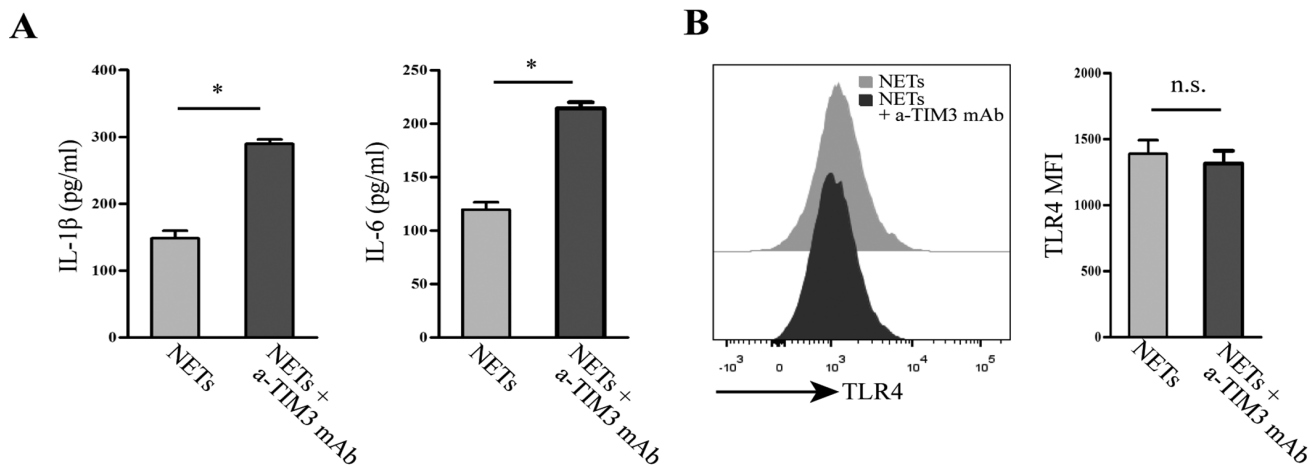 A
IL-1β (pg/ml)
400
300
200
100
0
*
NETs
NETs +
a-TIM3 mAb
IL-6 (pg/ml)
250
200
150
100
50
0
*
NETs
NETs +
a-TIM3 mAb
B
NETs
NETs
+ a-TIM3 mAb
-10³ 0 10³ 10⁴ 10⁵
TLR4
TLR4 MFI
2000
1500
1000
500
0
n.s.
NETs
NETs +
a-TIM3 mAb